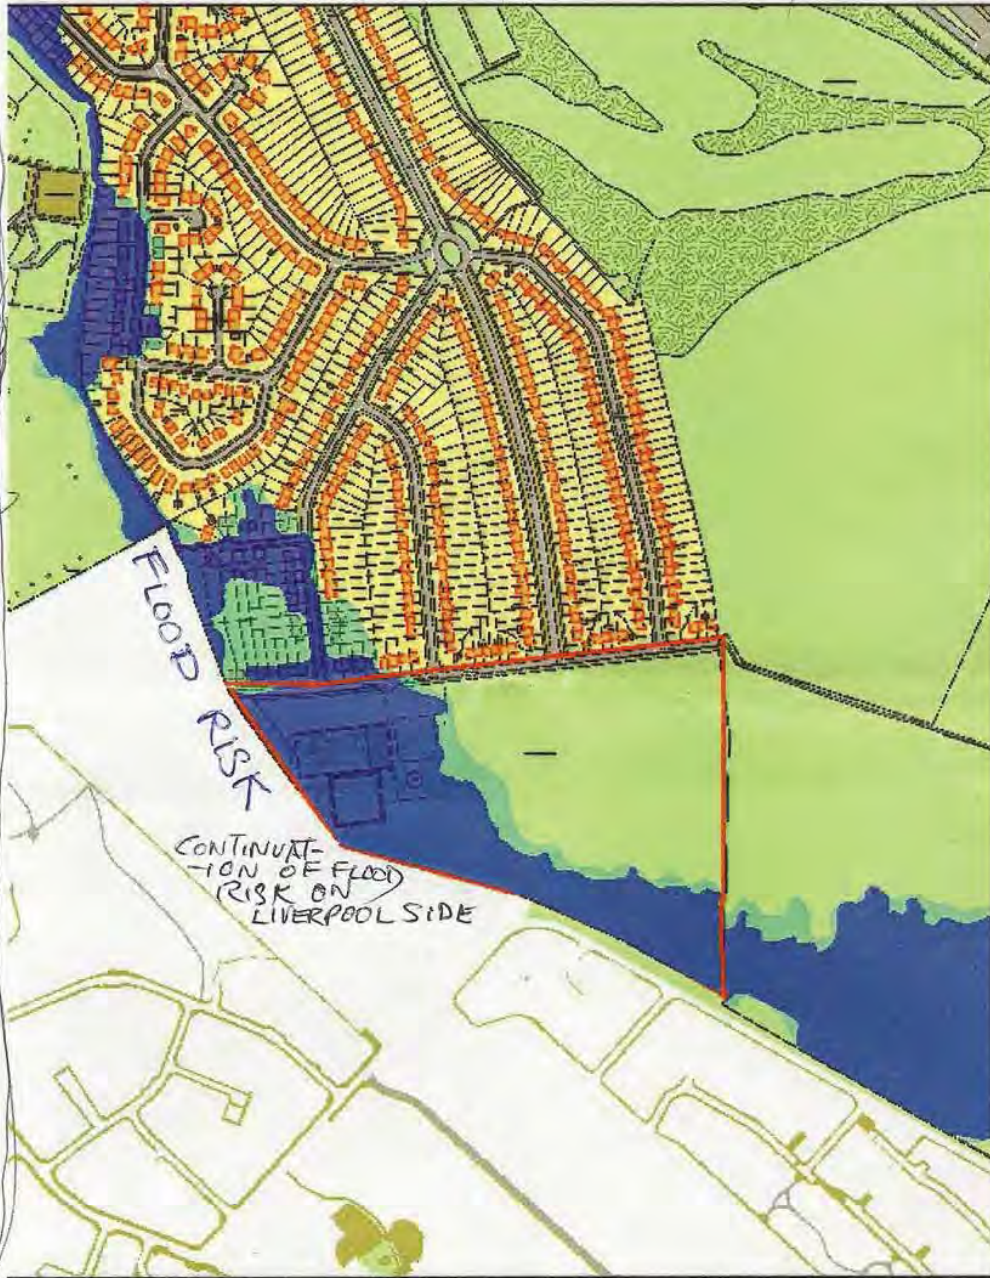 FLOOD RISK
CONTINUAT-
-ION OF FLOOD
RISK ON
LIVERPOOL SIDE